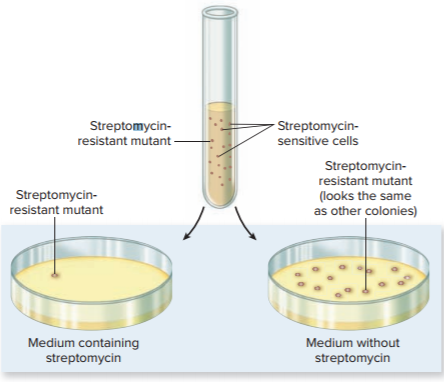 Streptomycin-
resistant mutant
Streptomycin-
sensitive cells
Streptomycin-
resistant mutant
(looks the same
as other colonies)
Streptomycin-
resistant mutant
Medium containing
streptomycin
Medium without
streptomycin